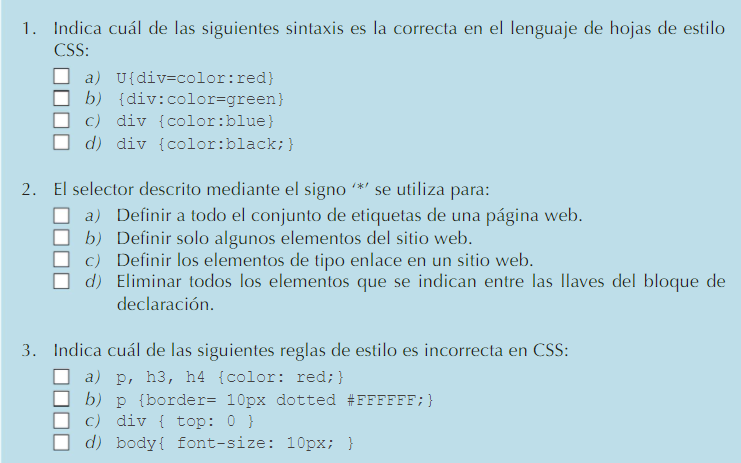 1. Indica cuál de las siguientes sintaxis es la correcta en el lenguaje de hojas de estilo
CSS:
a) U{div=color:red}
b) {div:color=green}
c) div {color:blue}
d) div {color:black;}
2. El selector descrito mediante el signo ‘*’ se utiliza para:
a) Definir a todo el conjunto de etiquetas de una página web.
b) Definir solo algunos elementos del sitio web.
c) Definir los elementos de tipo enlace en un sitio web.
d) Eliminar todos los elementos que se indican entre las llaves del bloque de
declaración.
3. Indica cuál de las siguientes reglas de estilo es incorrecta en CSS:
a) p, h3, h4 {color: red;}
b) p {border= 10px dotted #FFFFFF;}
c) div { top: 0 }
d) body{ font-size: 10px; }